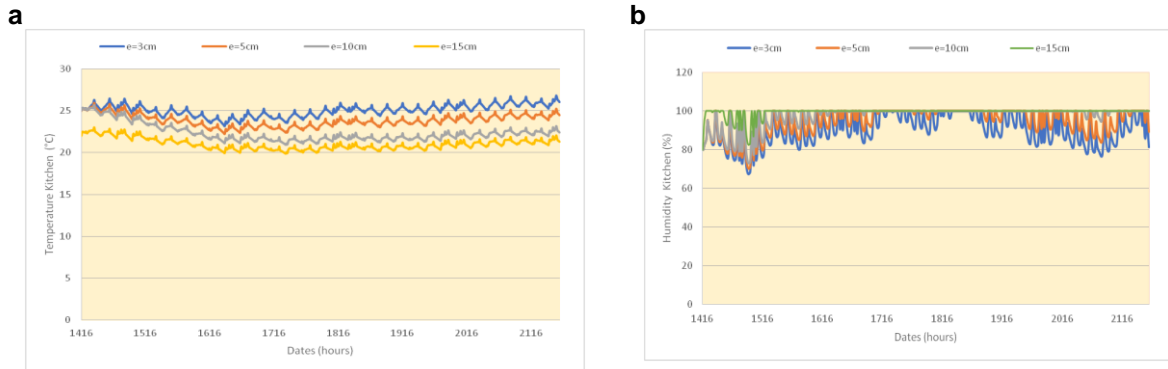 a
e=3cm e=5cm e=10cm e=15cm
30
25
20
15
10
5
0
Temperature Kitchen (°C)
1416 1516 1616 1716 1816 1916 2016 2116
Dates (hours)
b
e=3cm e=5cm e=10cm e=15cm
120
100
80
60
40
20
0
Humidity Kitchen (%)
1416 1516 1616 1716 1816 1916 2016 2116
Dates (hours)